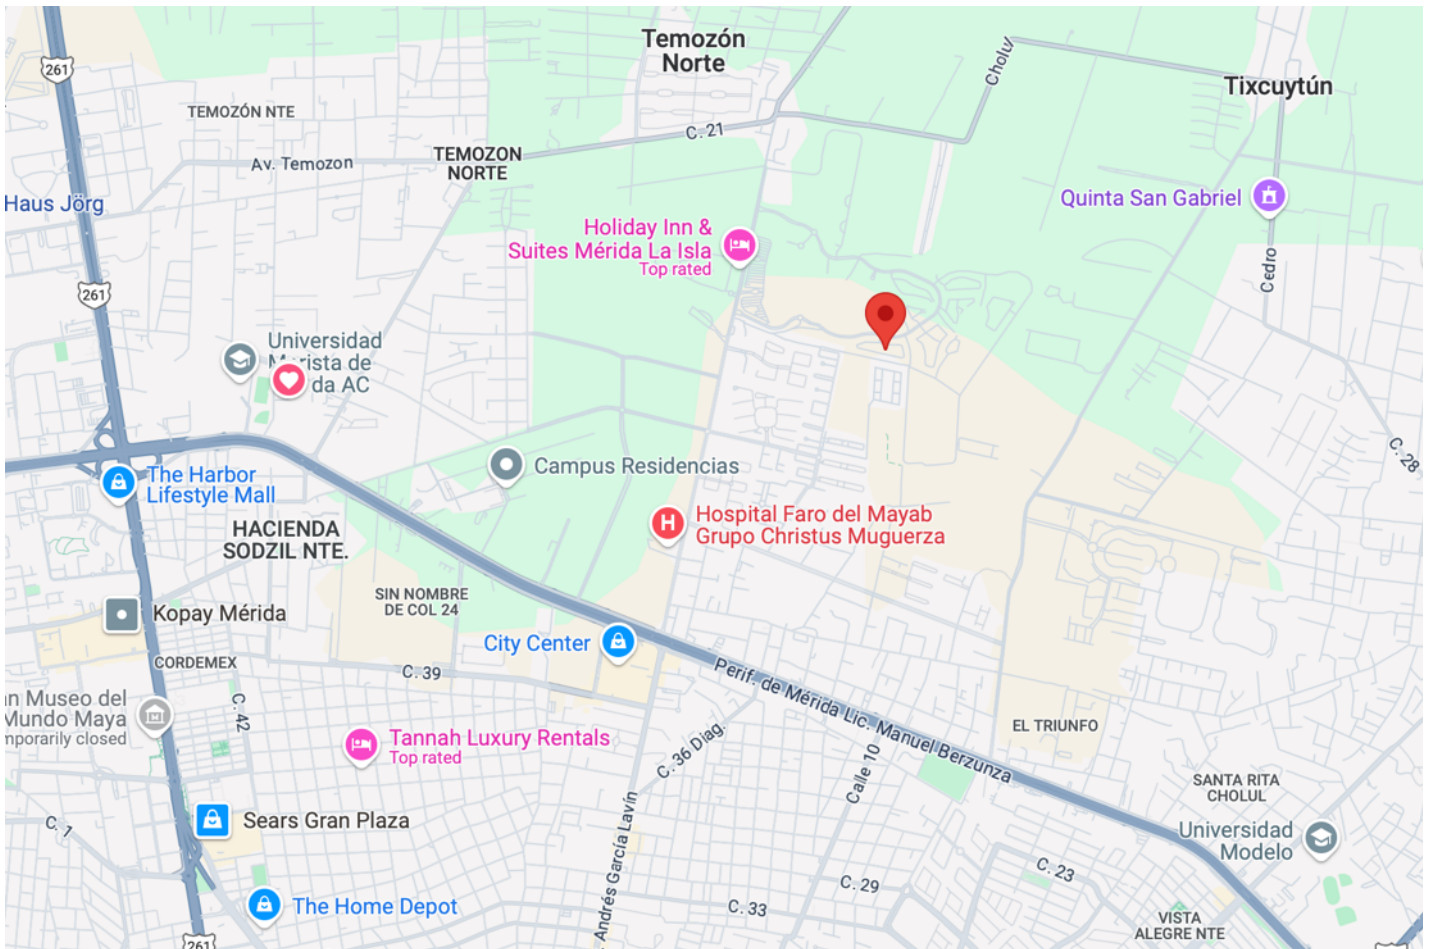 Temozón
Norte
261
Cholul
Tixcuytún
TEMOZÓN NTE
C. 21
Av. Temozon
TEMOZON
NORTE
Haus Jörg
Quinta San Gabriel
Holiday Inn &
Suites Mérida La Isla
Top rated
Cedro
261
Universidad
Marista de
da AC
C. 28
The Harbor
Lifestyle Mall
Campus Residencias
HACIENDA
SODZIL NTE.
Hospital Faro del Mayab
Grupo Christus Muguerza
H
SIN NOMBRE
DE COL 24
Kopay Mérida
City Center
CORDEMEX
C. 39
Perif. de Mérida Lic. Manuel Berzunza
an Museo del
Mundo Maya
mporarily closed
C. 42
EL TRIUNFO
Tannah Luxury Rentals
Top rated
C. 36 Diag.
Calle 10
SANTA RITA
CHOLUL
C. 1
Sears Gran Plaza
Andrés García Lavín
Universidad
Modelo
C. 23
C. 29
The Home Depot
C. 33
VISTA
ALEGRE NTE
261